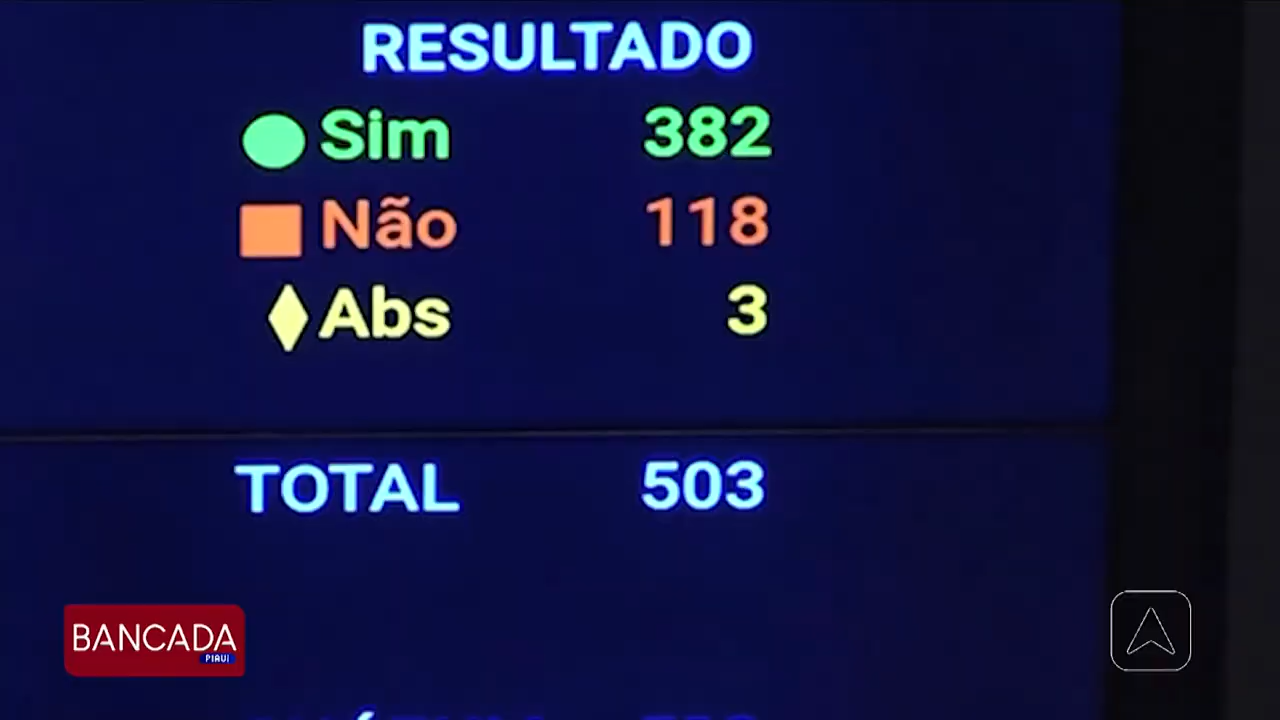 RESULTADO
Sim 382
Não 118
Abs 3
TOTAL 503
BANCADA
PIAUÍ